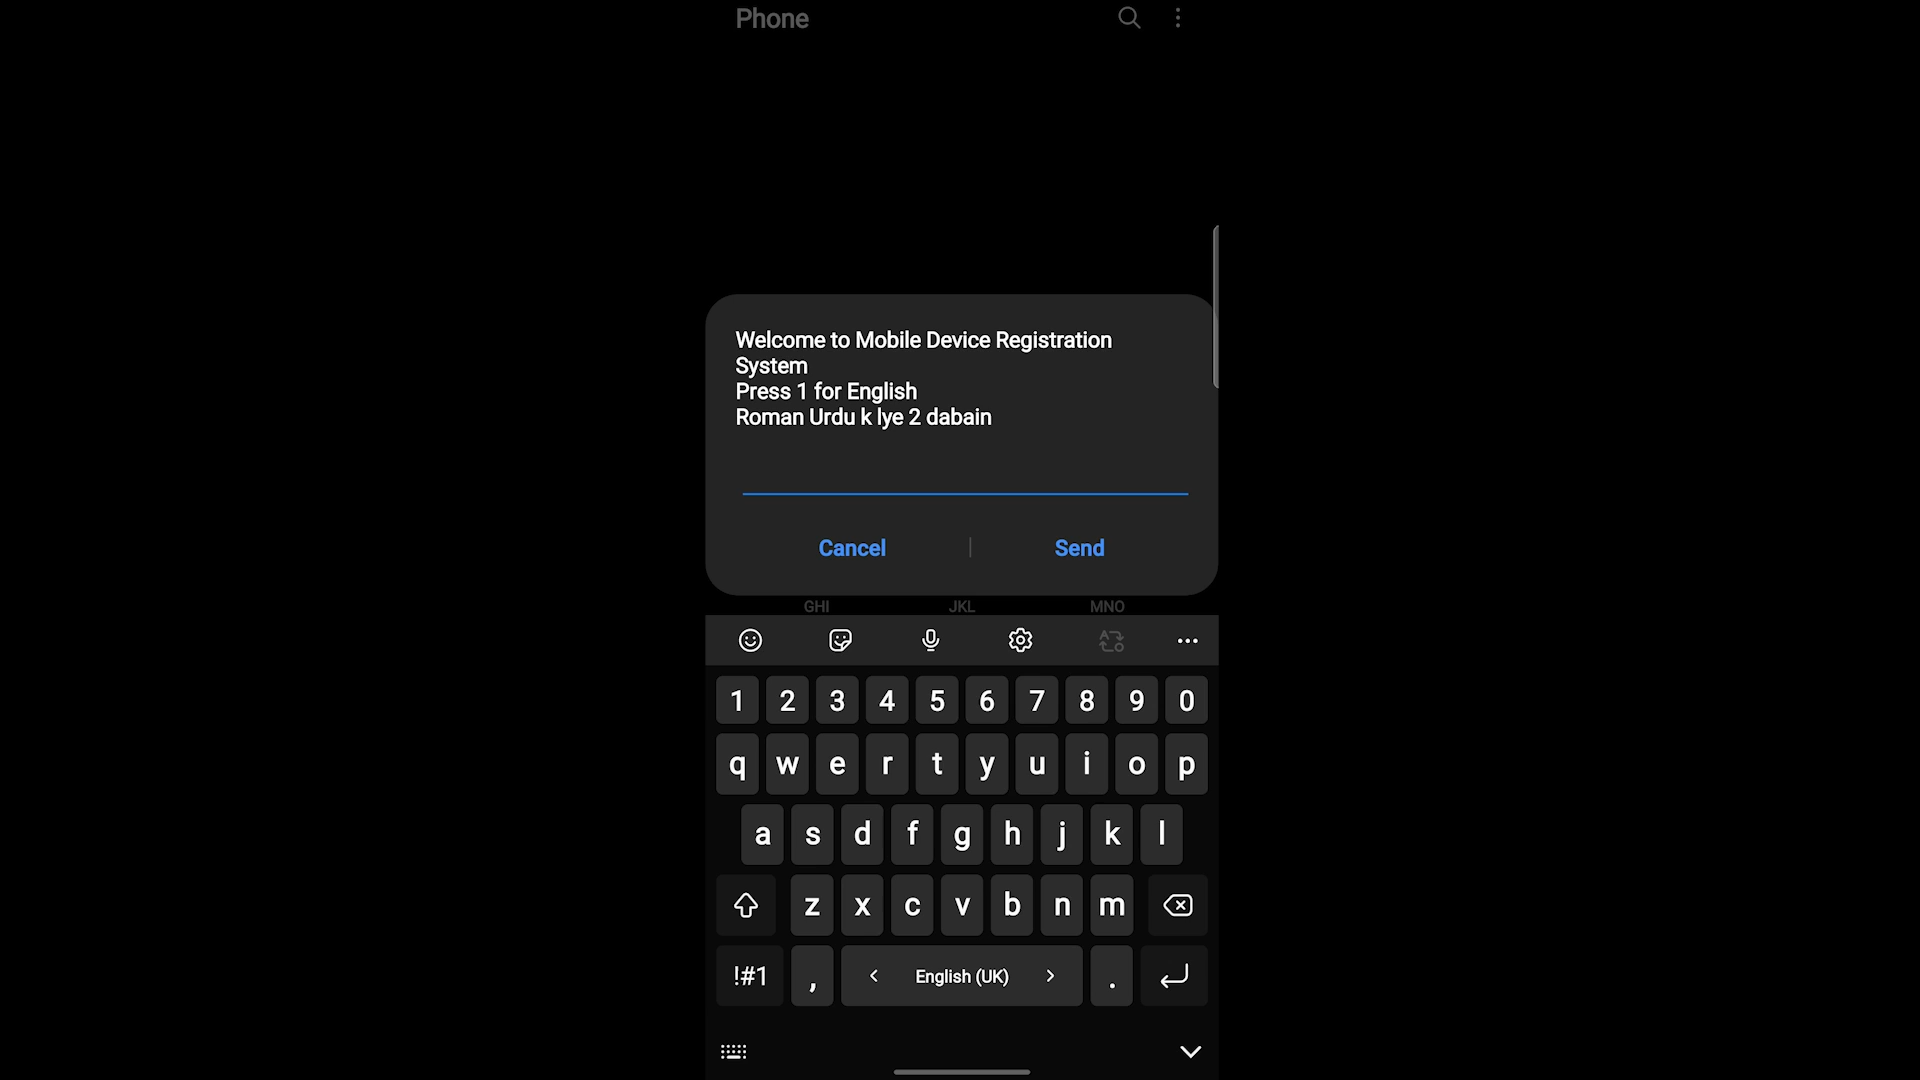 Phone
Welcome to Mobile Device Registration
System
Press 1 for English
Roman Urdu k lye 2 dabain
Cancel | Send
GHI JKL MNO
1 2 3 4 5 6 7 8 9 0
q w e r t y u i o p
a s d f g h j k l
z x c v b n m
!#1 , < English (UK) > .